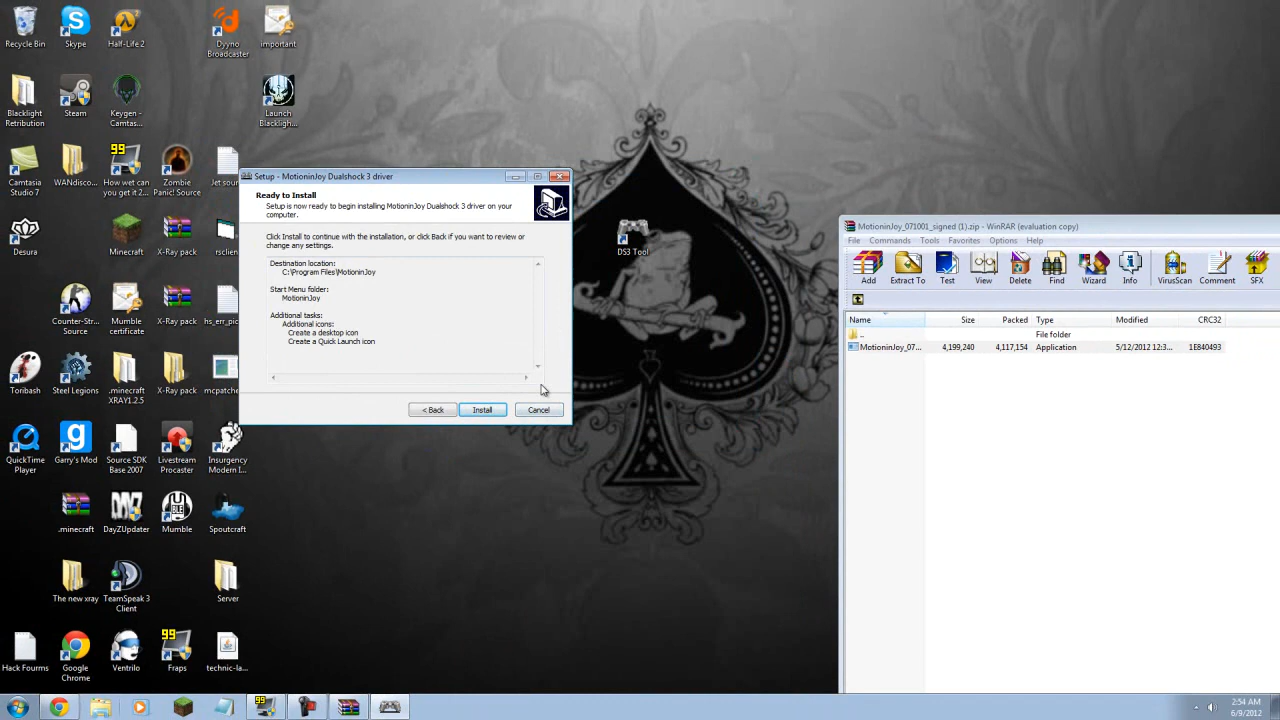 Recycle Bin
Skype
Half-Life 2
Dyyno
Broadcaster
important
Blacklight
Retribution
Steam
Keygen -
Camtas...
Launch
Blackligh...
Camtasia
Studio 7
WANdisco...
99
How wet can
you get it 2...
Zombie
Panic! Source
Jet sour
Desura
Minecraft
X-Ray pack
rsclient
Counter-Str...
Source
Mumble
certificate
X-Ray pack
hs_err_pic
Toribash
Steel Legions
.minecraft
XRAY1.2.5
X-Ray pack
mcpatche
QuickTime
Player
Garry's Mod
Source SDK
Base 2007
Livestream
Procaster
Insurgency
Modern I...
.minecraft
DayZUpdater
Mumble
Spoutcraft
The new xray
TeamSpeak 3
Client
Server
Hack Fourms
Google
Chrome
Ventrilo
99
Fraps
technic-la...
Setup - MotioninJoy Dualshock 3 driver
Ready to Install
Setup is now ready to begin installing MotioninJoy Dualshock 3 driver on your
computer.
Click Install to continue with the installation, or click Back if you want to review or
change any settings.
Destination location:
C:\Program Files\MotioninJoy
Start Menu folder:
MotioninJoy
Additional tasks:
Additional icons:
Create a desktop icon
Create a Quick Launch icon
< Back
Install
Cancel
DS3 Tool
MotioninJoy_071001_signed (1).zip - WinRAR (evaluation copy)
File Commands Tools Favorites Options Help
Add Extract To Test View Delete Find Wizard Info VirusScan Comment SFX
Name Size Packed Type Modified CRC32
.. File folder
MotioninJoy_07... 4,199,240 4,117,154 Application 5/12/2012 12:3... 1E840493
99
2:54 AM
6/9/2012